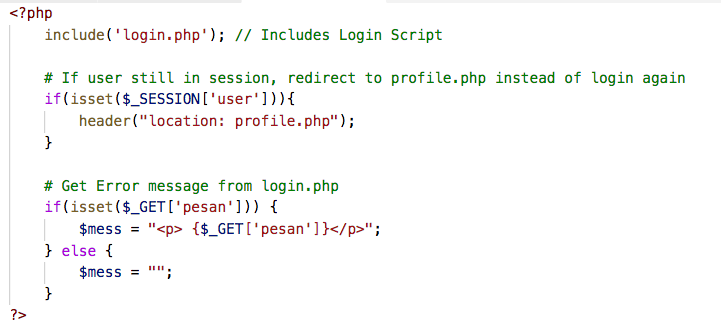 <?php
include('login.php'); // Includes Login Script
# If user still in session, redirect to profile.php instead of login again
if(isset($_SESSION['user'])){
header("location: profile.php");
}
# Get Error message from login.php
if(isset($_GET['pesan'])) {
$mess = "<p> {$_GET['pesan']}</p>";
} else {
$mess = "";
}
?>